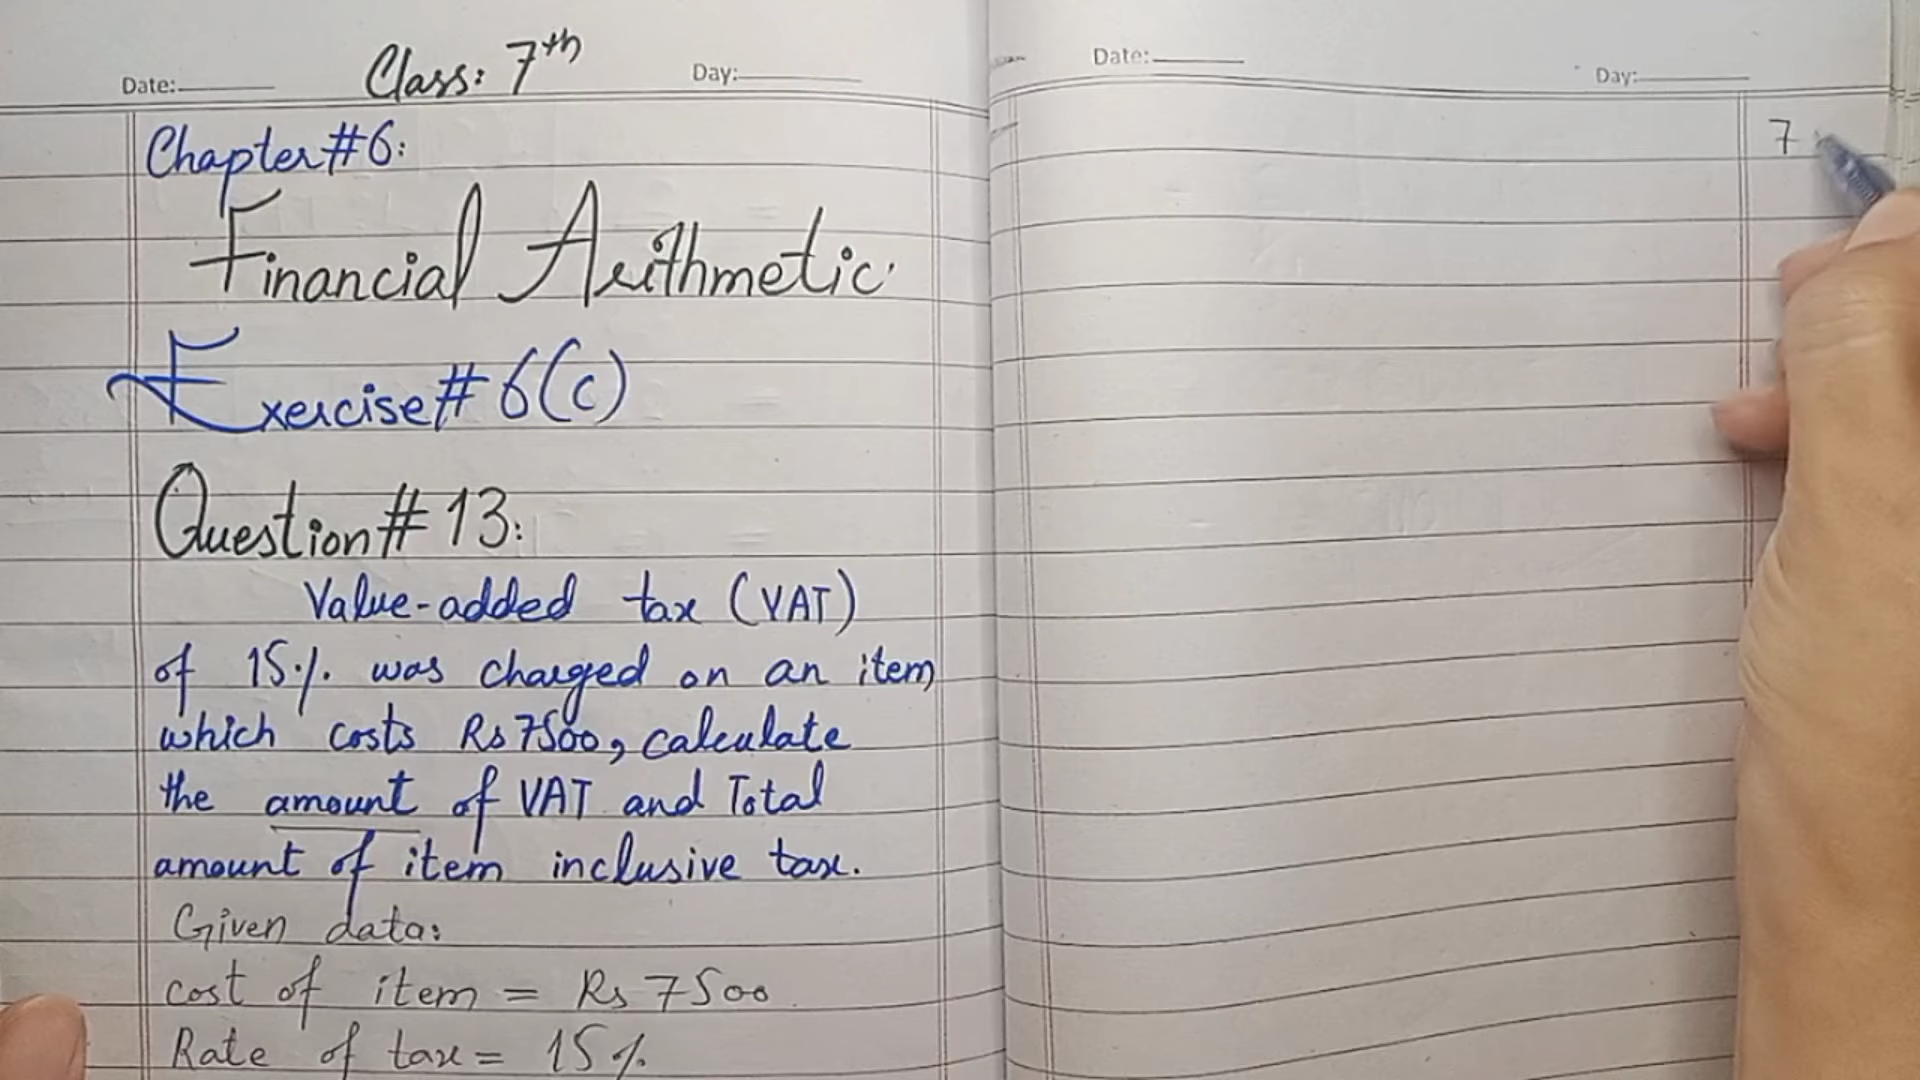 Date:
Class: 7th
Day:
Chapter#6:
Financial Arithmetic.
Exercise# 6(c)
Question# 13:
Value-added tax (VAT)
of 15% was charged on an item
which costs Rs 7500, calculate
the amount of VAT and Total
amount of item inclusive tax.
Given data:
cost of item = Rs 7500
Rate of tax = 15%
Date:
Day:
7